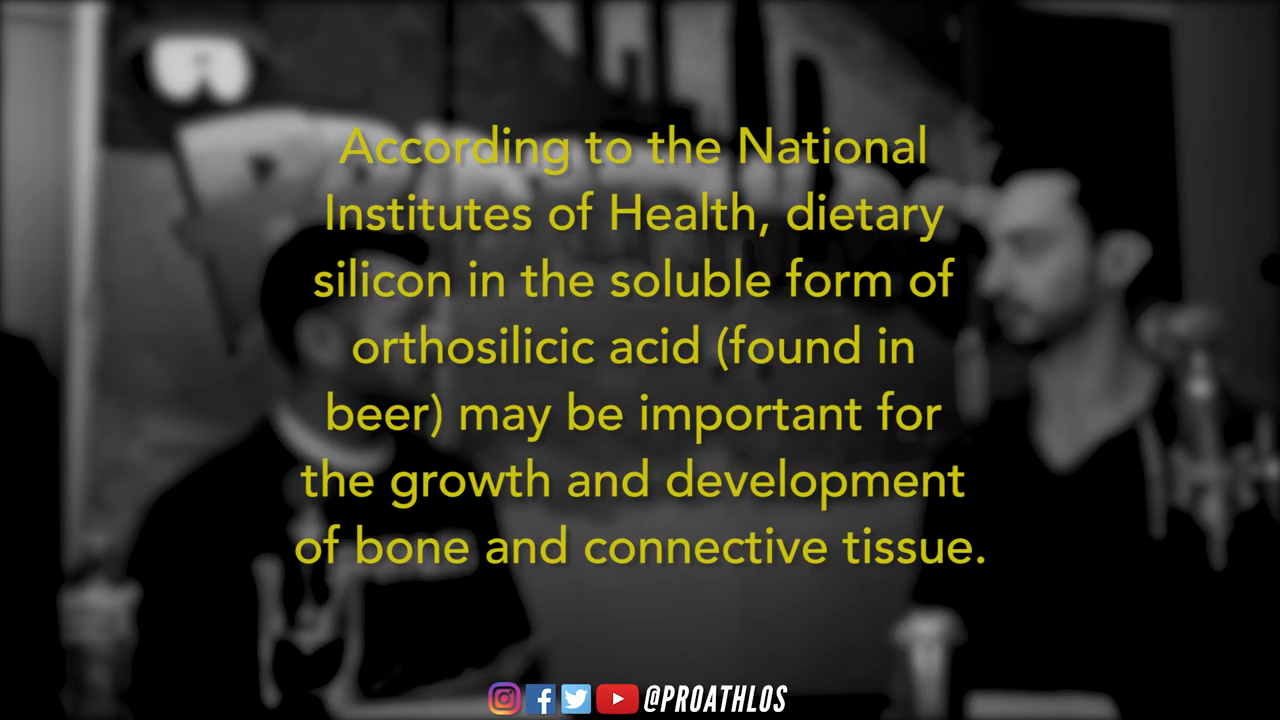 According to the National
Institutes of Health, dietary
silicon in the soluble form of
orthosilicic acid (found in
beer) may be important for
the growth and development
of bone and connective tissue.
@PROATHLOS